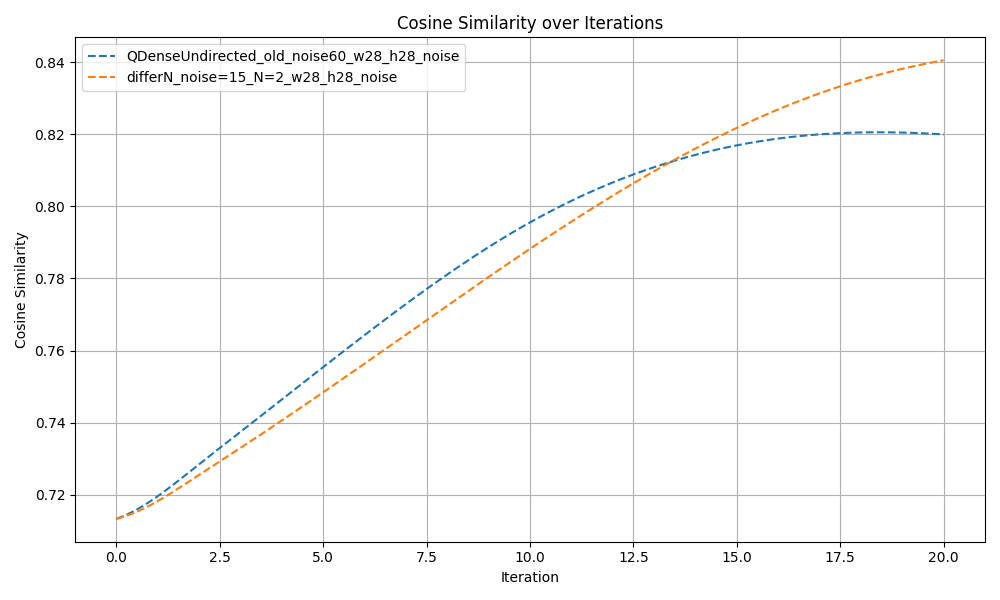 Cosine Similarity over Iterations
QDenseUndirected_old_noise60_w28_h28_noise
differN_noise=15_N=2_w28_h28_noise
Cosine Similarity
0.84
0.82
0.80
0.78
0.76
0.74
0.72
0.0 2.5 5.0 7.5 10.0 12.5 15.0 17.5 20.0
Iteration